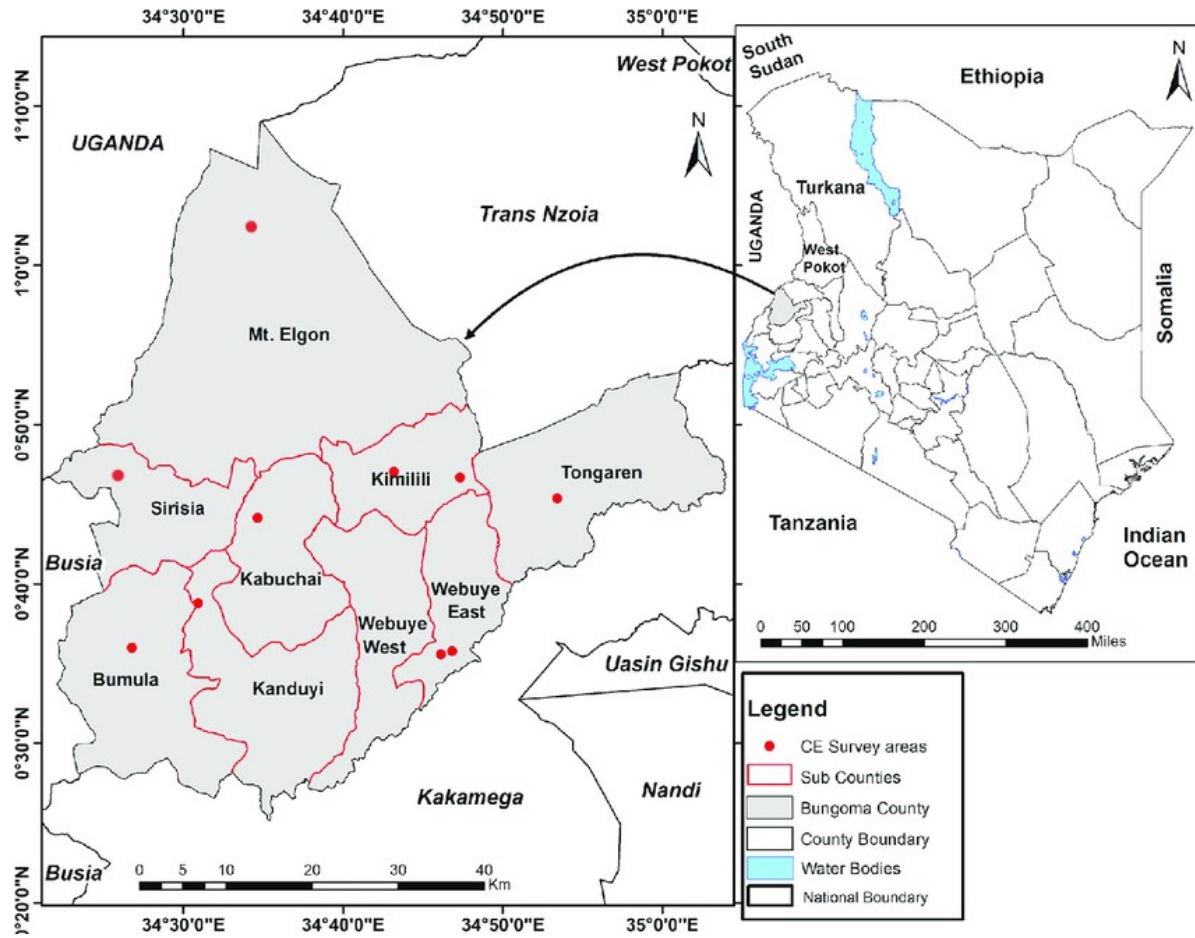 34°30'0"N
34°40'0"N
34°50'0"N
35°0'0"N
1°10'0"N
1°0'0"N
0°50'0"N
0°40'0"N
0°30'0"N
0°20'0"N
West Pokot
UGANDA
N
Trans Nzoia
Mt. Elgon
Kimilili
Tongaren
Sirisia
Busia
Kabuchai
Webuye
East
Webuye
West
Bumula
Kanduyi
Uasin Gishu
Kakamega
Nandi
Busia
0 5 10 20 30 40
Km
34°30'0"N
34°40'0"N
34°50'0"N
35°0'0"N
South
Sudan
Ethiopia
N
Turkana
UGANDA
West
Pokot
Somalia
Tanzania
Indian
Ocean
0 50 100 200 300 400
Miles
Legend
CE Survey areas
Sub Counties
Bungoma County
County Boundary
Water Bodies
National Boundary